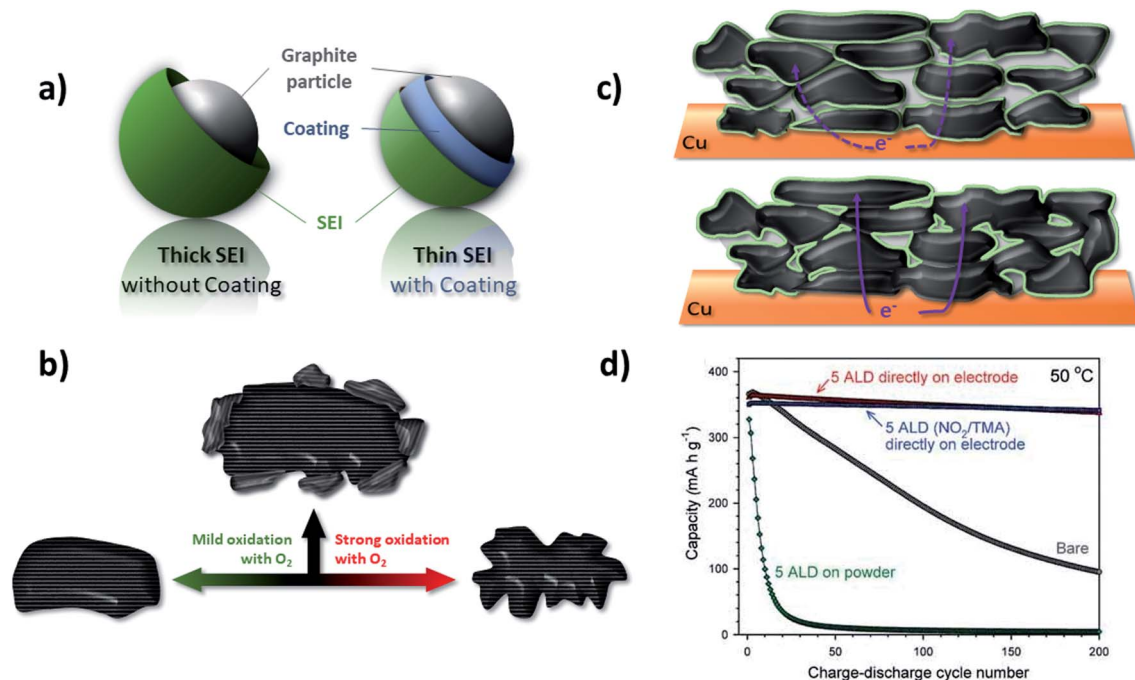 a)
Graphite
particle
Coating
SEI
Thick SEI
without Coating
Thin SEI
with Coating
b)
Mild oxidation
with O₂
Strong oxidation
with O₂
c)
Cu
e⁻
Cu
e⁻
d)
50 °C
5 ALD directly on electrode
5 ALD (NO₂/TMA)
directly on electrode
Bare
5 ALD on powder
Capacity (mA h g⁻¹)
400
300
200
100
0
0
50
100
150
200
Charge-discharge cycle number